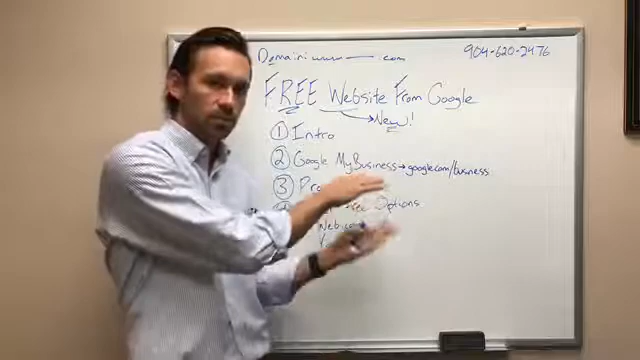 Domain: www. .com
904-620-2476
FREE Website From Google
New!
① Intro
② Google MyBusiness → google.com/business
③ Pro
Options